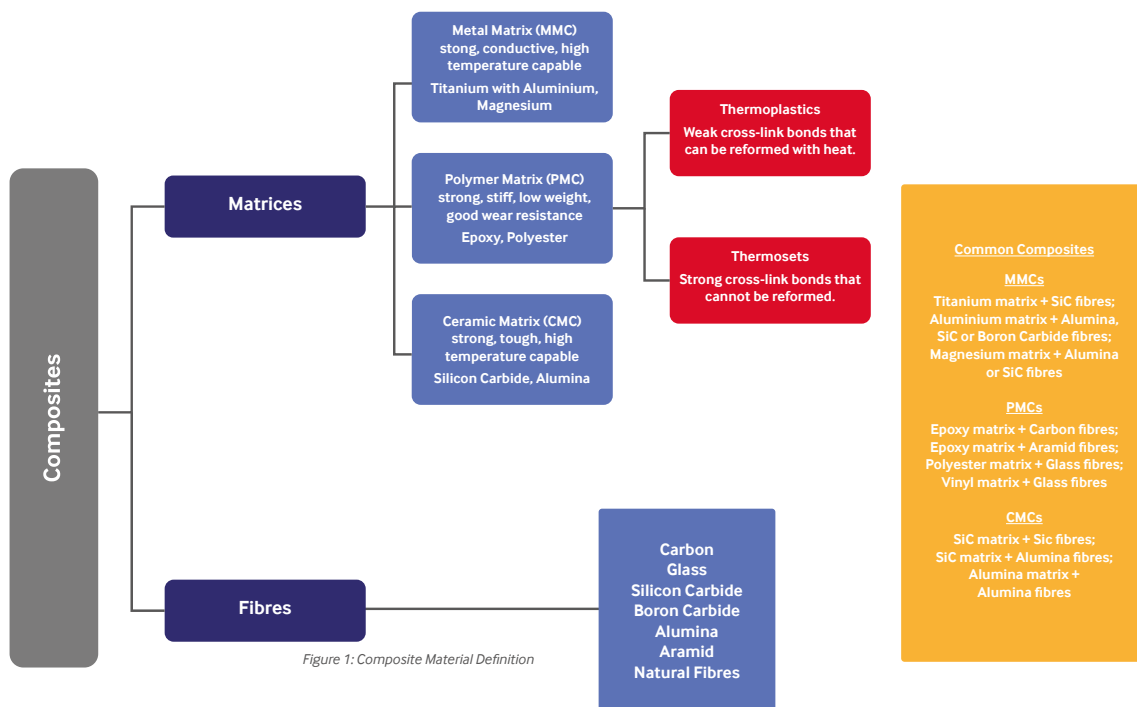 Composites
Matrices
Metal Matrix (MMC)
stong, conductive, high
temperature capable
Titanium with Aluminium,
Magnesium
Polymer Matrix (PMC)
strong, stiff, low weight,
good wear resistance
Epoxy, Polyester
Ceramic Matrix (CMC)
strong, tough, high
temperature capable
Silicon Carbide, Alumina
Thermoplastics
Weak cross-link bonds that
can be reformed with heat.
Thermosets
Strong cross-link bonds that
cannot be reformed.
Fibres
Carbon
Glass
Silicon Carbide
Boron Carbide
Alumina
Aramid
Natural Fibres
Common Composites
MMCs
Titanium matrix + SiC fibres;
Aluminium matrix + Alumina,
SiC or Boron Carbide fibres;
Magnesium matrix + Alumina
or SiC fibres
PMCs
Epoxy matrix + Carbon fibres;
Epoxy matrix + Aramid fibres;
Polyester matrix + Glass fibres;
Vinyl matrix + Glass fibres
CMCs
SiC matrix + Sic fibres;
SiC matrix + Alumina fibres;
Alumina matrix +
Alumina fibres
Figure 1: Composite Material Definition